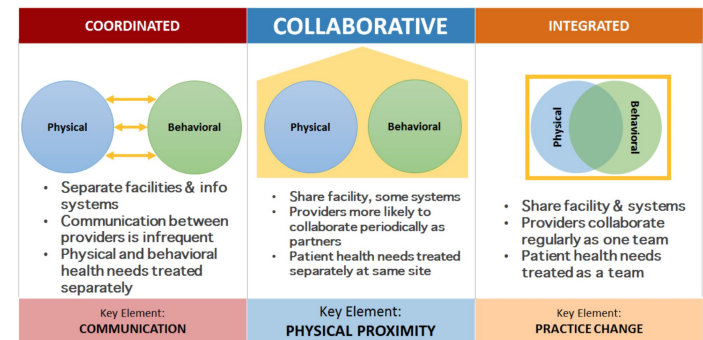 COORDINATED
Physical
Behavioral
• Separate facilities & info
systems
• Communication between
providers is infrequent
• Physical and behavioral
health needs treated
separately
Key Element:
COMMUNICATION
COLLABORATIVE
Physical
Behavioral
• Share facility, some systems
• Providers more likely to
collaborate periodically as
partners
• Patient health needs treated
separately at same site
Key Element:
PHYSICAL PROXIMITY
INTEGRATED
Physical
Behavioral
• Share facility & systems
• Providers collaborate
regularly as one team
• Patient health needs
treated as a team
Key Element:
PRACTICE CHANGE